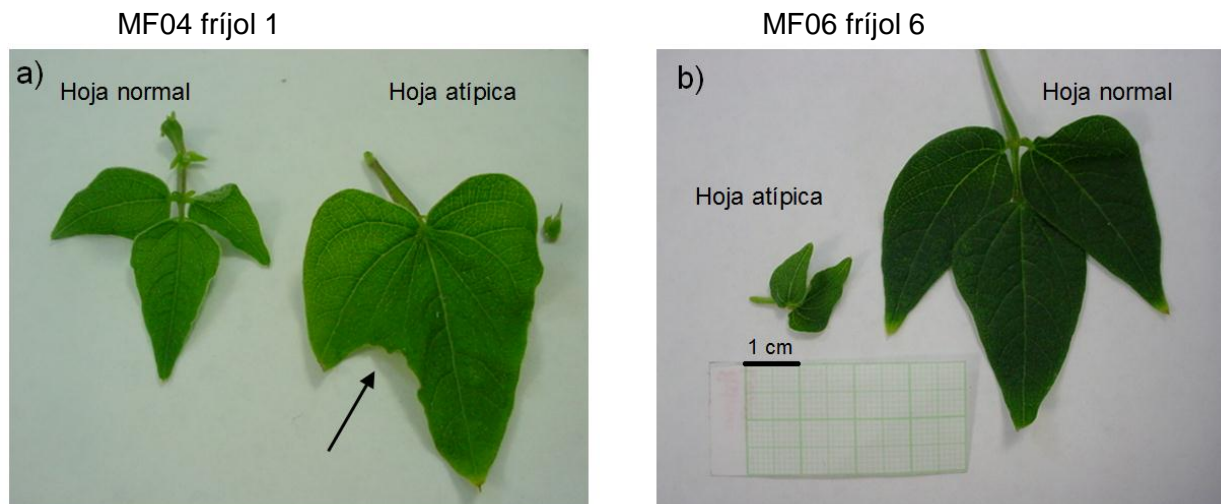 MF04 fríjol 1
MF06 fríjol 6
a)
Hoja normal
Hoja atípica
b)
Hoja normal
Hoja atípica
1 cm